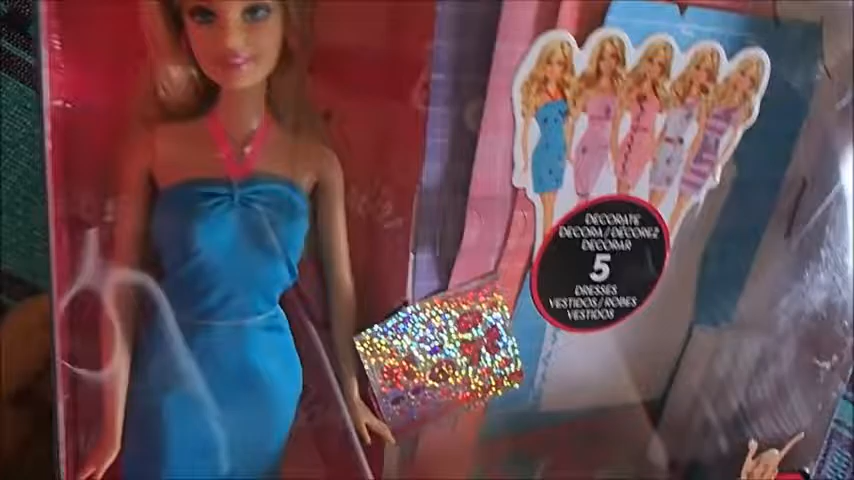 DECORATE
DECORA / DÉCOREZ
DECORAR
5
DRESSES
VESTIDOS / ROBES
VESTIDOS